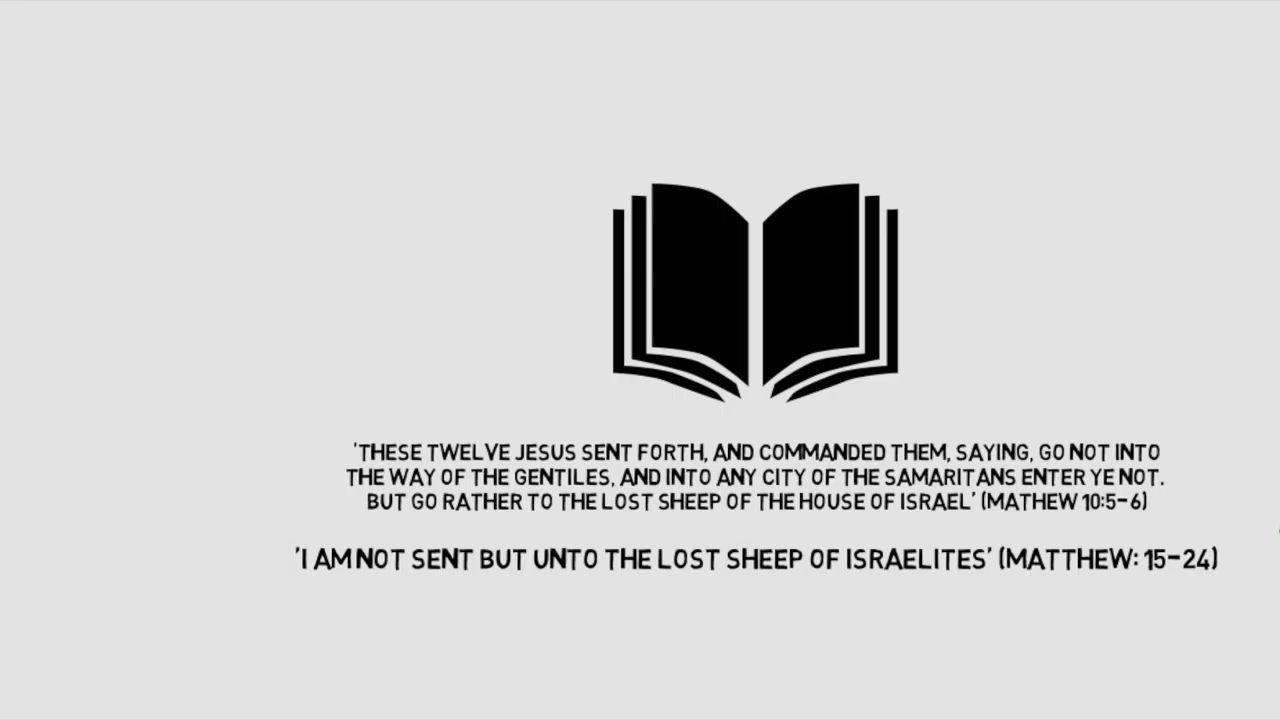 'THESE TWELVE JESUS SENT FORTH, AND COMMANDED THEM, SAYING, GO NOT INTO
THE WAY OF THE GENTILES, AND INTO ANY CITY OF THE SAMARITANS ENTER YE NOT.
BUT GO RATHER TO THE LOST SHEEP OF THE HOUSE OF ISRAEL' (MATHEW 10:5-6)
'I AM NOT SENT BUT UNTO THE LOST SHEEP OF ISRAELITES' (MATTHEW: 15-24)